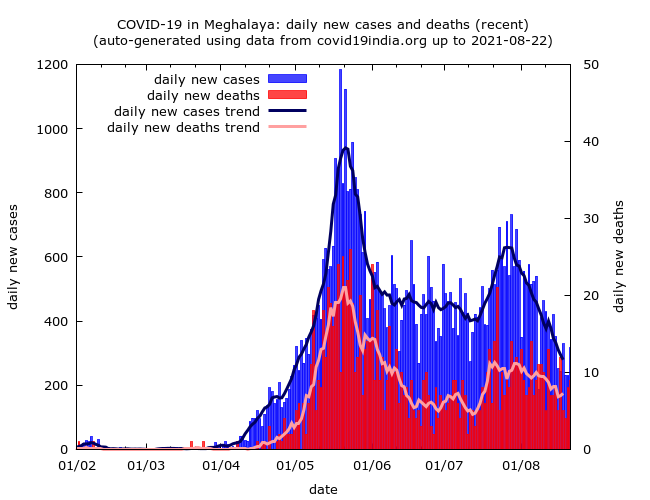 COVID-19 in Meghalaya: daily new cases and deaths (recent)
(auto-generated using data from covid19india.org up to 2021-08-22)
daily new cases
daily new deaths
daily new cases trend
daily new deaths trend
1200
1000
800
600
400
200
0
daily new cases
50
40
30
20
10
0
daily new deaths
01/02 01/03 01/04 01/05 01/06 01/07 01/08
date